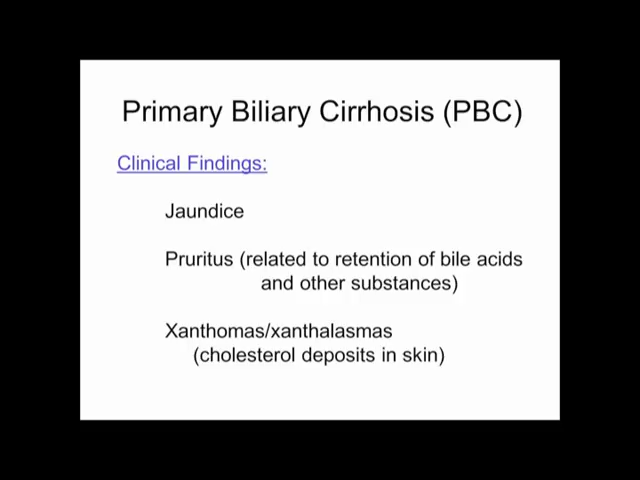 Primary Biliary Cirrhosis (PBC)
Clinical Findings:
Jaundice
Pruritus (related to retention of bile acids
and other substances)
Xanthomas/xanthalasmas
(cholesterol deposits in skin)